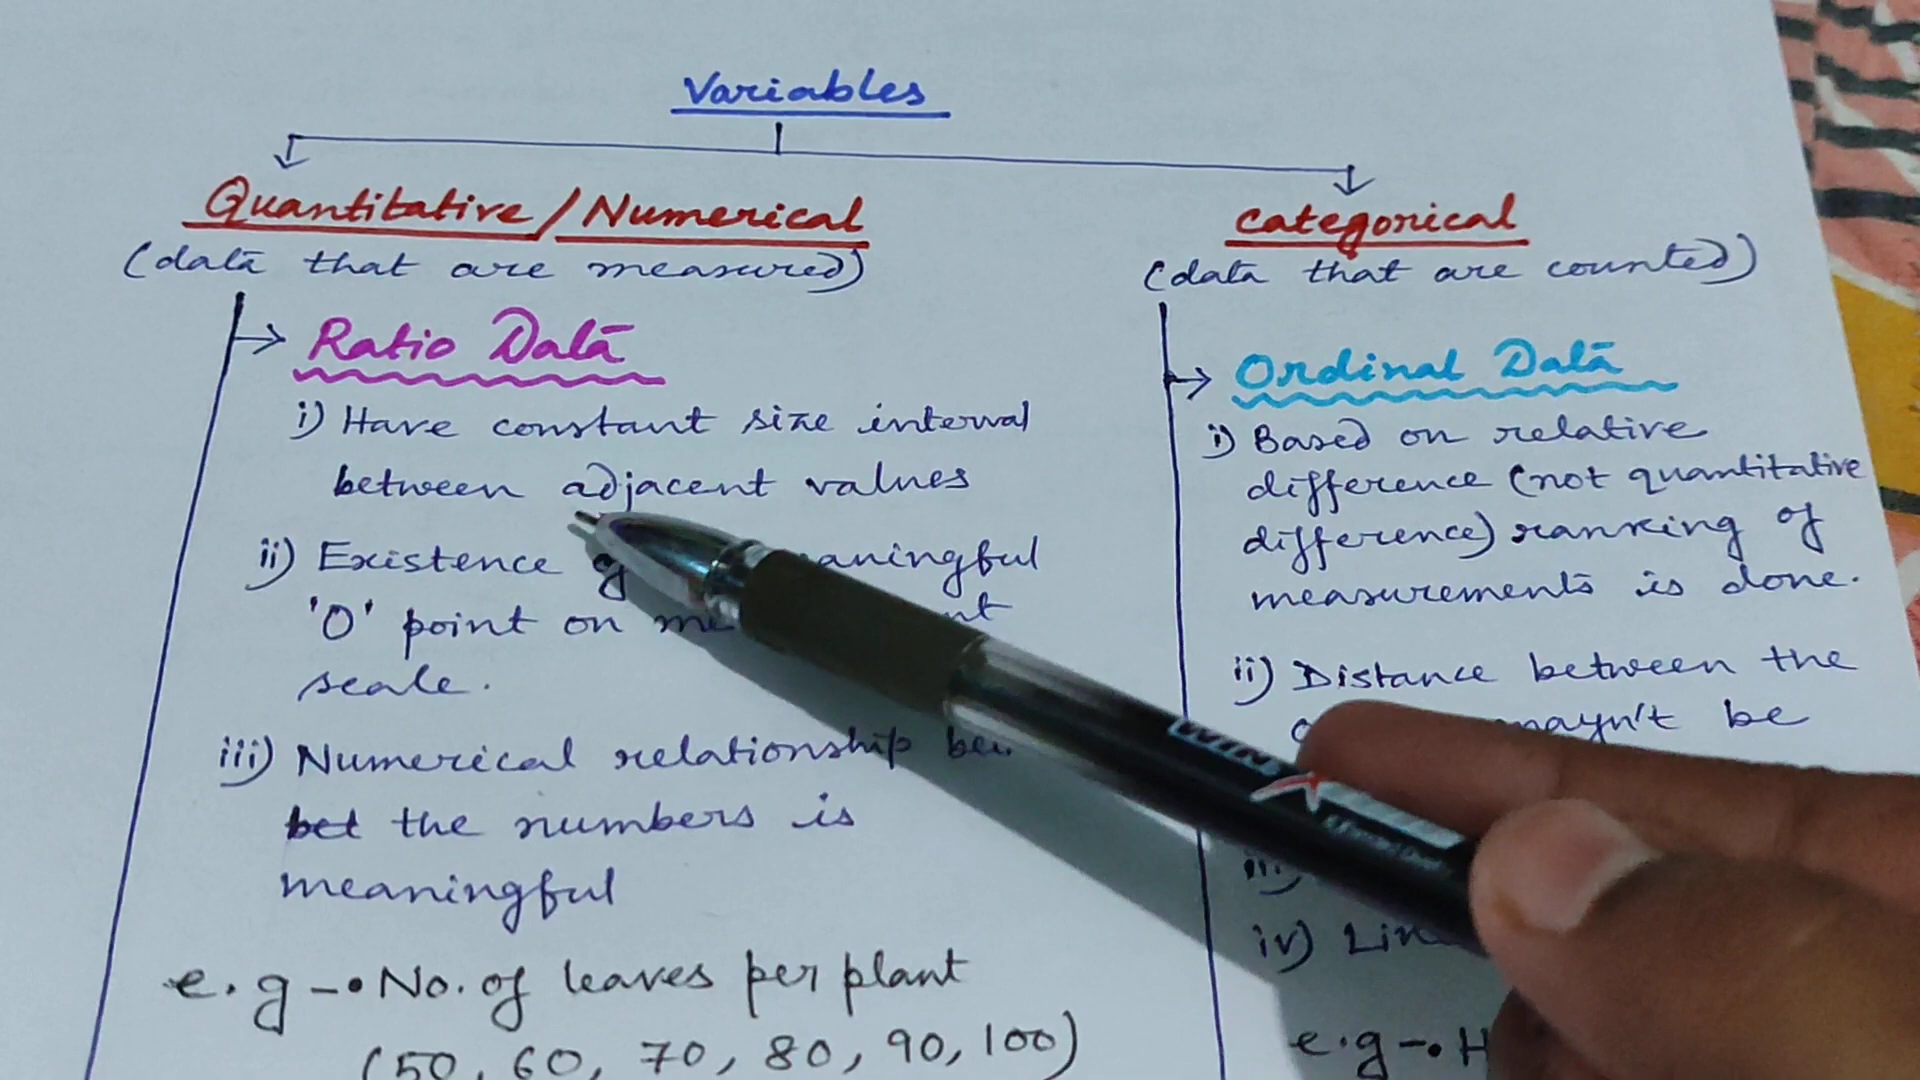 Variables
Quantitative/Numerical
(data that are measured)
Ratio Data
i) Have constant size interval
between adjacent values
ii) Existence
'0' point on
scale.
iii) Numerical relationship
bet the numbers is
meaningful
e.g - • No. of leaves per plant
(50, 60, 70, 80, 90, 100)
categorical
(data that are counted)
Ordinal Data
i) Based on relative
difference (not quantitative
difference) ranking of
measurements is done.
ii) Distance between the
mayn't be
iv)
e.g - •